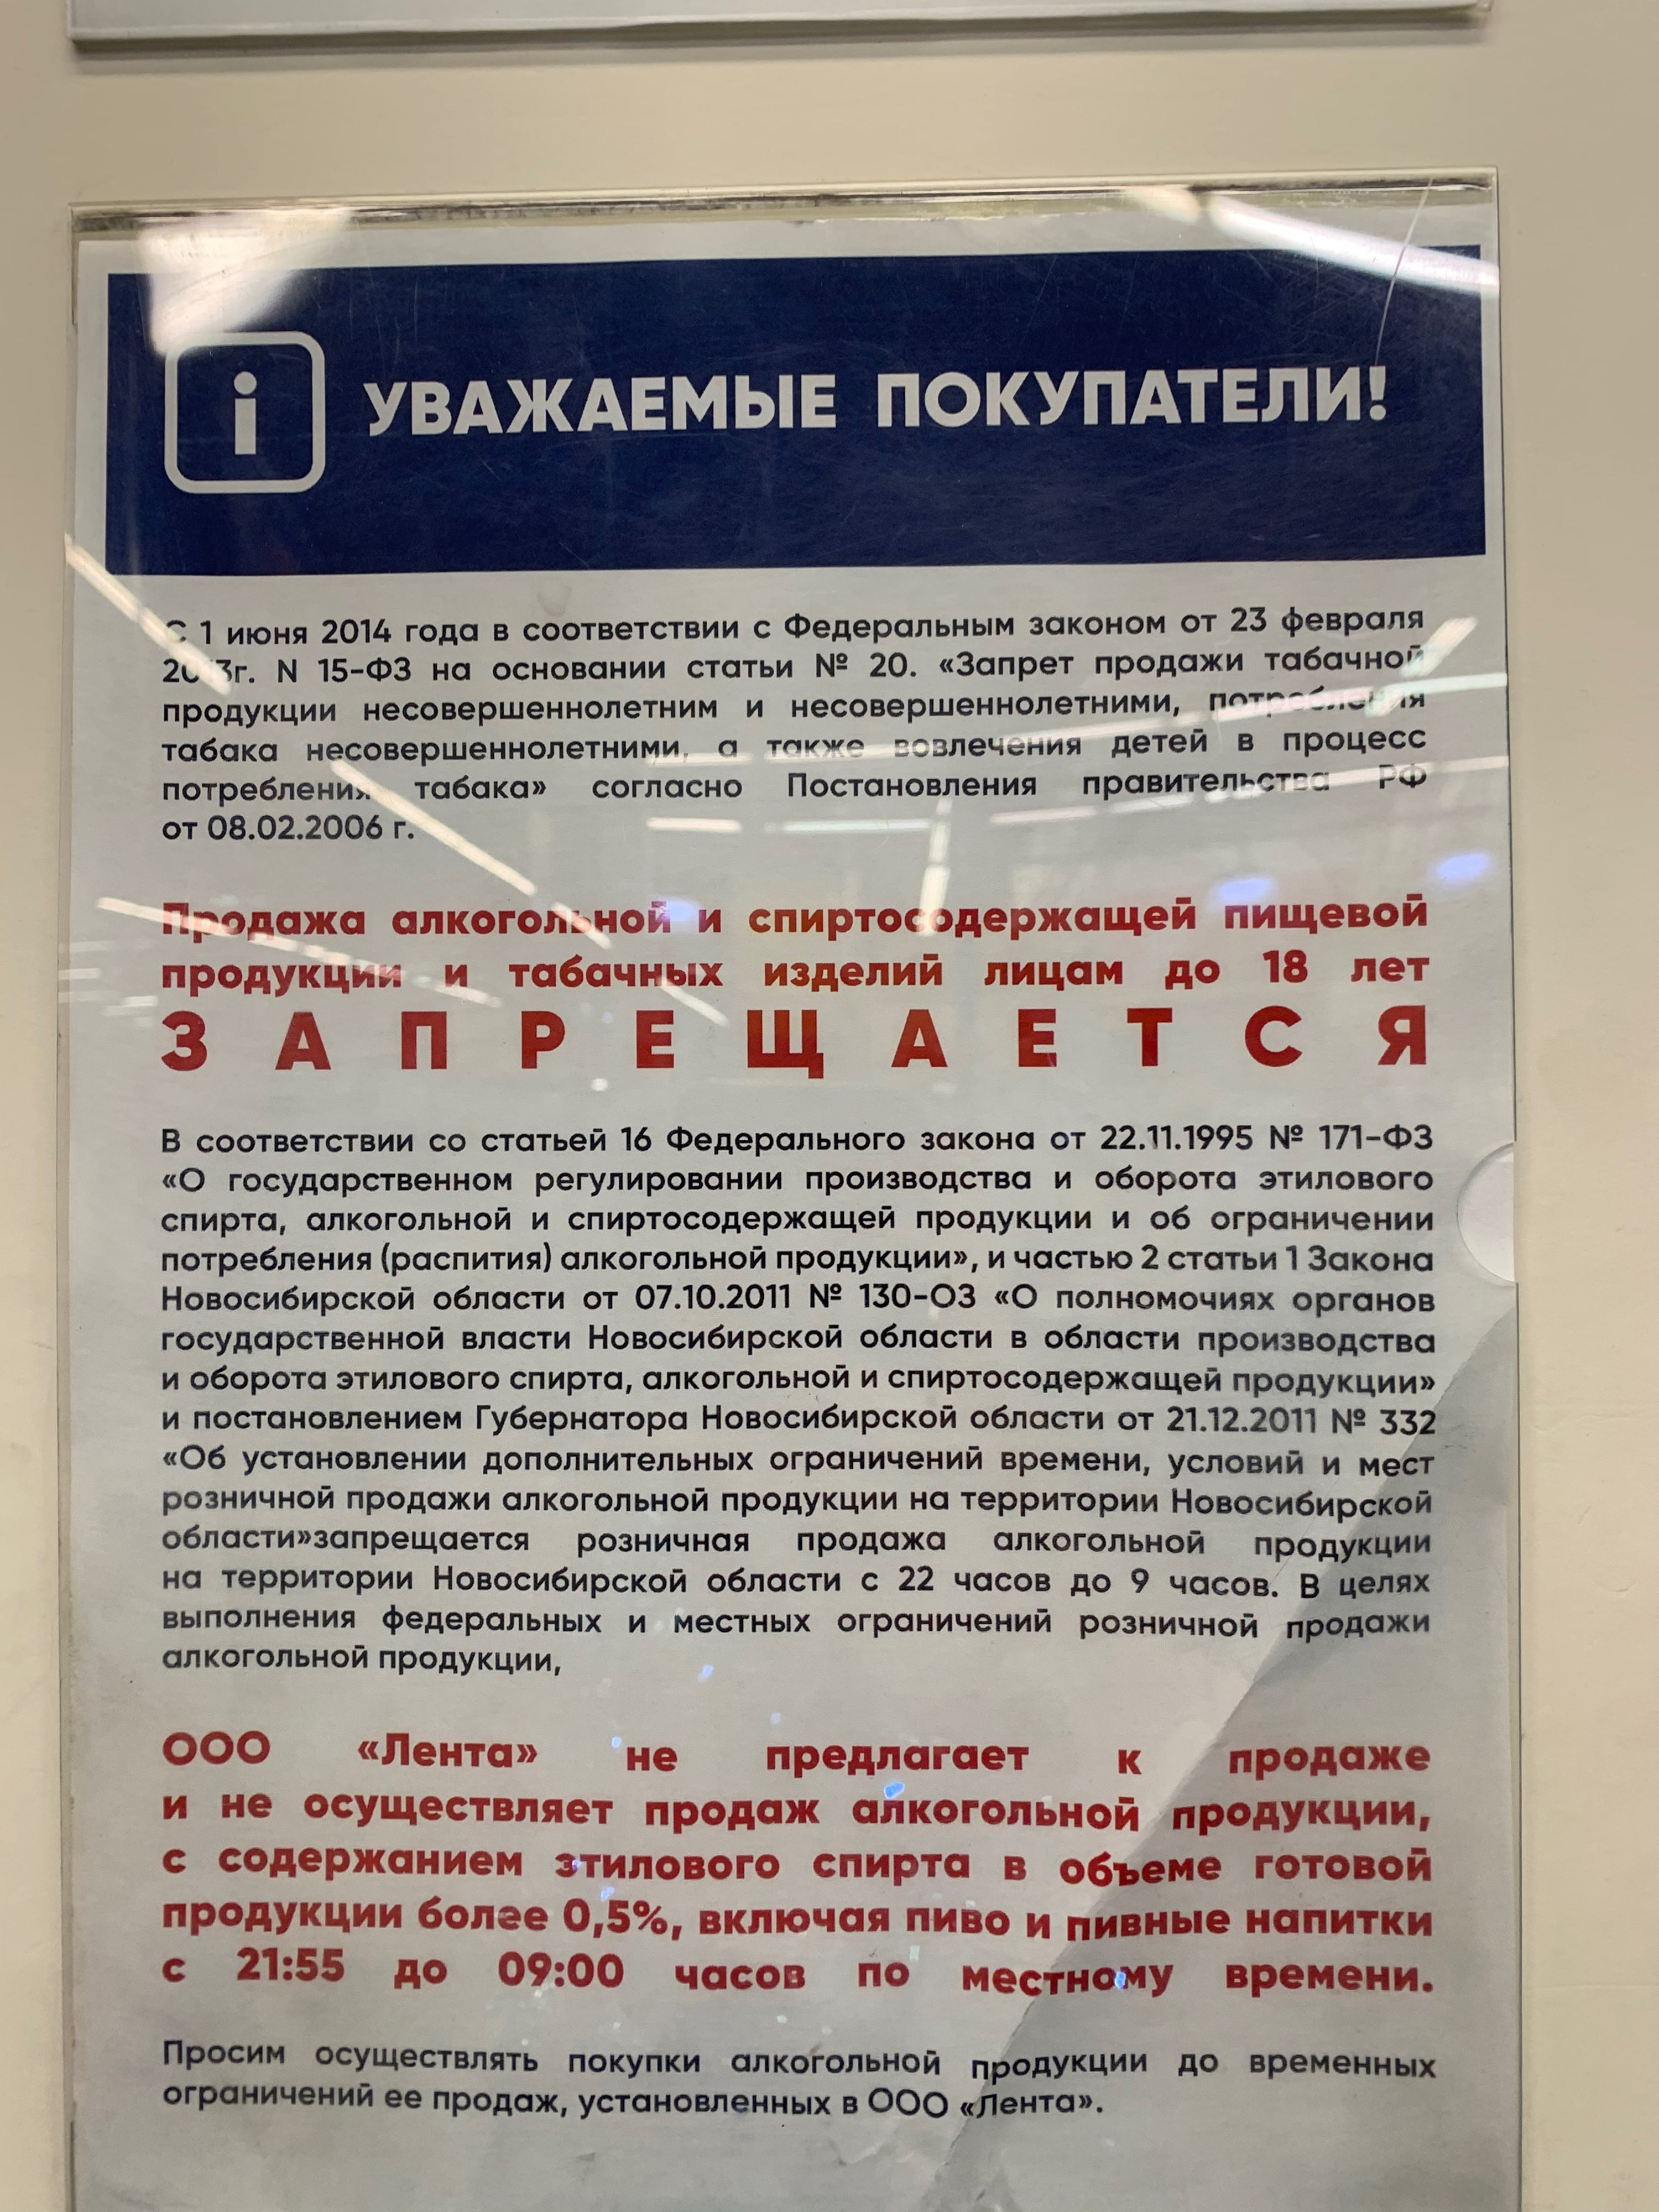 i
УВАЖАЕМЫЕ ПОКУПАТЕЛИ!
С 1 июня 2014 года в соответствии с Федеральным законом от 23 февраля
2013г. N 15-ФЗ на основании статьи № 20. «Запрет продажи табачной
продукции несовершеннолетним и несовершеннолетними, потребления
табака несовершеннолетними, а также вовлечения детей в процесс
потребления табака» согласно Постановления правительства РФ
от 08.02.2006 г.
Продажа алкогольной и спиртосодержащей пищевой
продукции и табачных изделий лицам до 18 лет
ЗАПРЕЩАЕТСЯ
В соответствии со статьей 16 Федерального закона от 22.11.1995 № 171-ФЗ
«О государственном регулировании производства и оборота этилового
спирта, алкогольной и спиртосодержащей продукции и об ограничении
потребления (распития) алкогольной продукции», и частью 2 статьи 1 Закона
Новосибирской области от 07.10.2011 № 130-ОЗ «О полномочиях органов
государственной власти Новосибирской области в области производства
и оборота этилового спирта, алкогольной и спиртосодержащей продукции»
и постановлением Губернатора Новосибирской области от 21.12.2011 № 332
«Об установлении дополнительных ограничений времени, условий и мест
розничной продажи алкогольной продукции на территории Новосибирской
области»запрещается розничная продажа алкогольной продукции
на территории Новосибирской области с 22 часов до 9 часов. В целях
выполнения федеральных и местных ограничений розничной продажи
алкогольной продукции,
ООО «Лента» не предлагает к продаже
и не осуществляет продаж алкогольной продукции,
с содержанием этилового спирта в объеме готовой
продукции более 0,5%, включая пиво и пивные напитки
с 21:55 до 09:00 часов по местному времени.
Просим осуществлять покупки алкогольной продукции до временных
ограничений ее продаж, установленных в ООО «Лента».